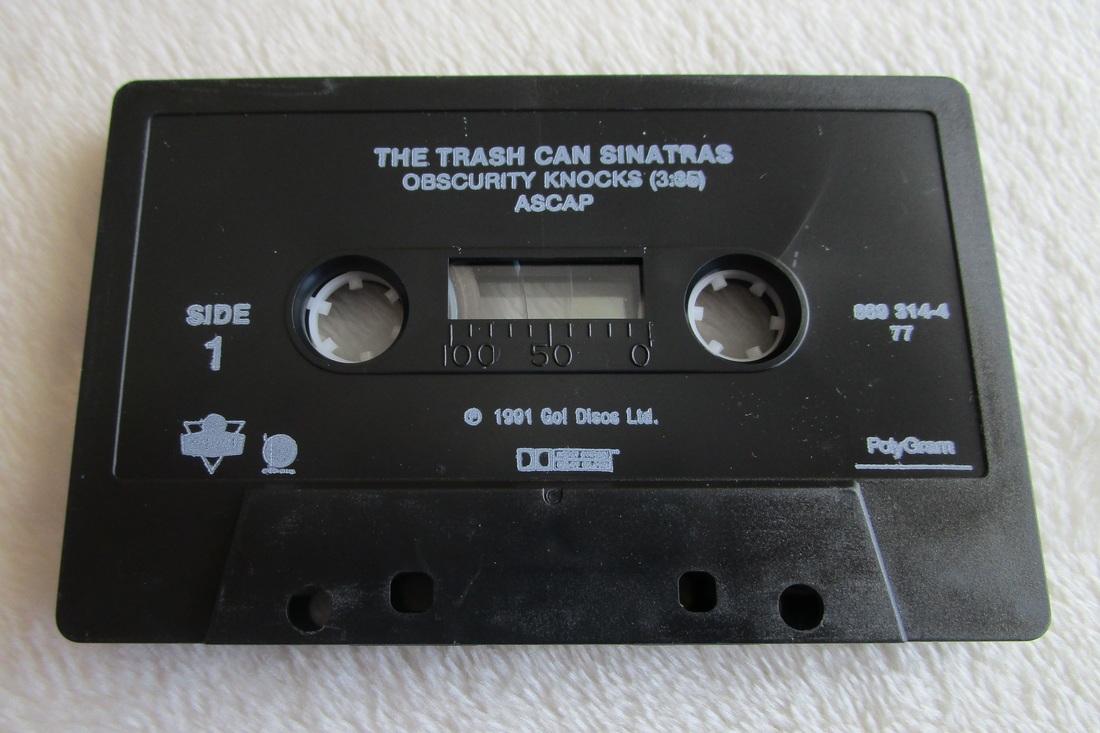 THE TRASH CAN SINATRAS
OBSCURITY KNOCKS (3:35)
ASCAP
SIDE
1
100 50 0
869 314-4
77
℗ 1991 Go! Discos Ltd.
PolyGram
©